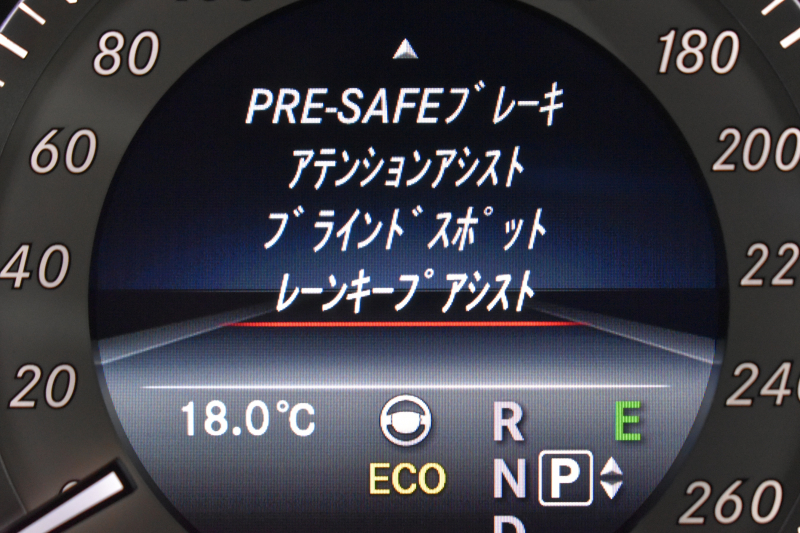 80
180
PRE-SAFEﾌﾞﾚｰｷ
60
ｱﾃﾝｼｮﾝｱｼｽﾄ
200
ﾌﾞﾗｲﾝﾄﾞｽﾎﾟｯﾄ
40
ﾚｰﾝｷｰﾌﾟｱｼｽﾄ
22
20
240
18.0℃
R
E
ECO
N
P
260
D